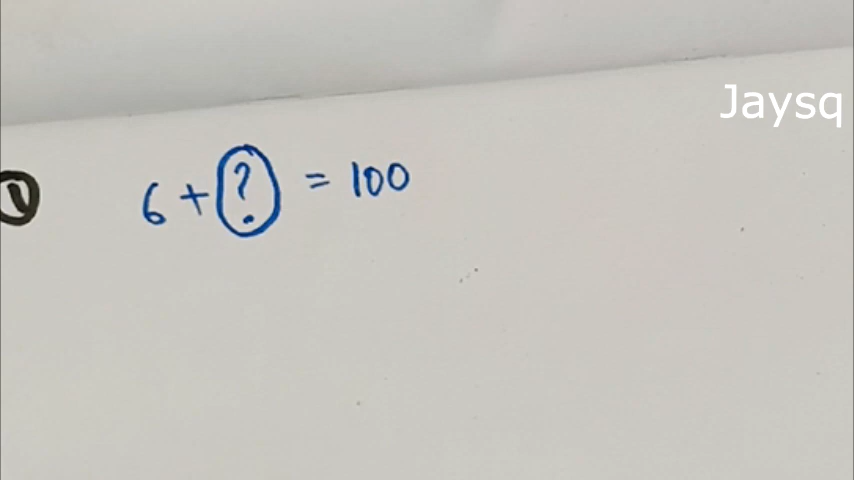 Jaysq
① 6 + ? = 100